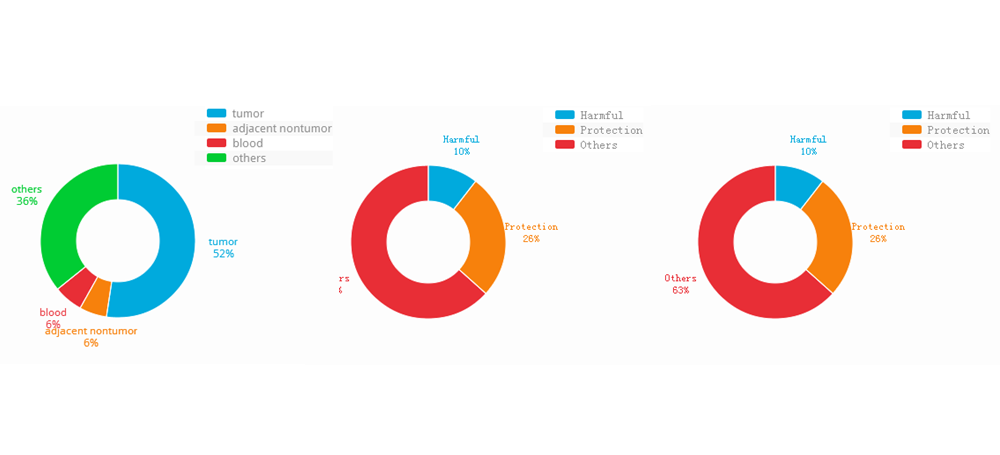 tumor
adjacent nontumor
blood
others
others
36%
tumor
52%
blood
6%
adjacent nontumor
6%
Harmful
Protection
Others
Harmful
10%
Protection
26%
rs
%
Harmful
Protection
Others
Harmful
10%
Protection
26%
Others
63%